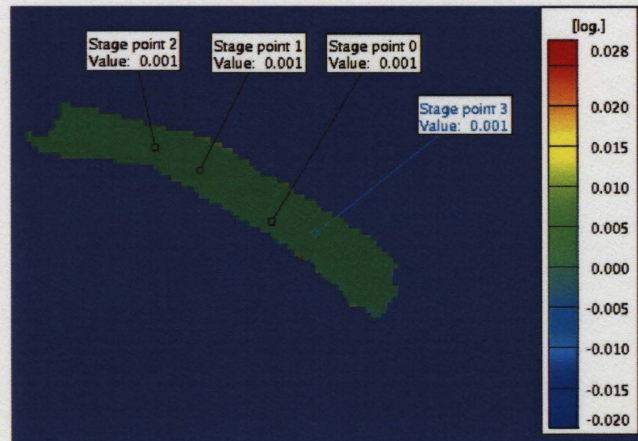 Stage point 2
Value: 0.001
Stage point 1
Value: 0.001
Stage point 0
Value: 0.001
Stage point 3
Value: 0.001
[log.]
0.028
0.020
0.015
0.010
0.005
0.000
-0.005
-0.010
-0.015
-0.020